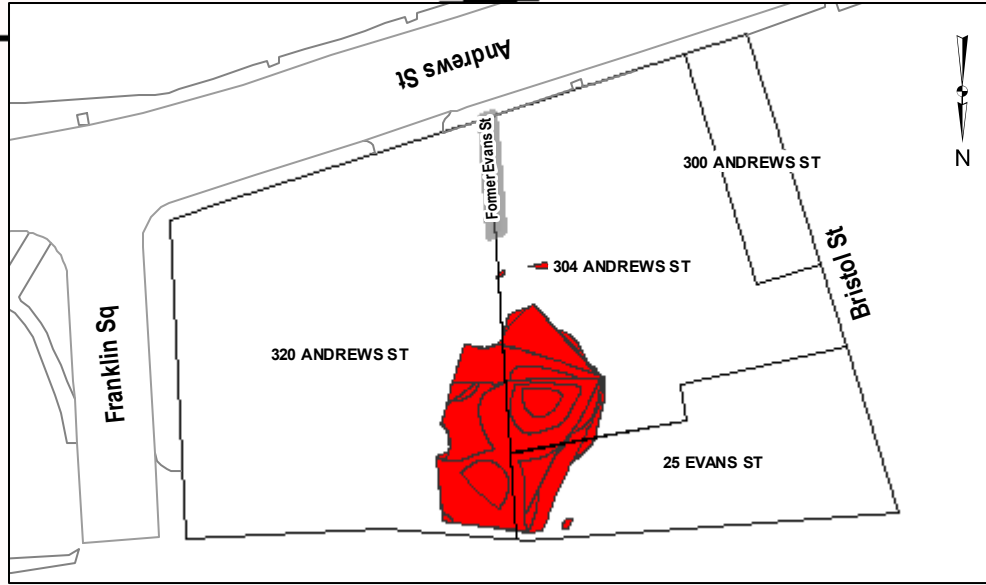 Andrews St
Former Evans St
300 ANDREWS ST
304 ANDREWS ST
Bristol St
Franklin Sq
320 ANDREWS ST
25 EVANS ST
N